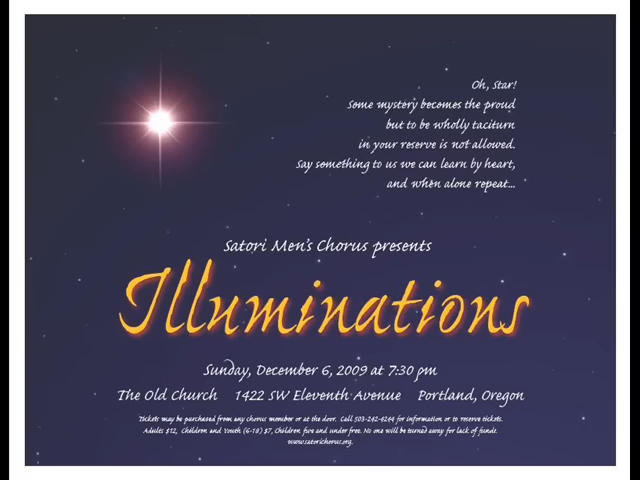 Oh, Star!
Some mystery becomes the proud
but to be wholly taciturn
in your reserve is not allowed.
Say something to us we can learn by heart,
and when alone repeat...
Satori Men's Chorus presents
Illuminations
Sunday, December 6, 2009 at 7:30 pm
The Old Church 1422 SW Eleventh Avenue Portland, Oregon
Tickets may be purchased from any chorus member or at the door. Call 503-242-4244 for information or to reserve tickets.
Adults $12, Children and Youth (6-18) $7, Children five and under free. No one will be turned away for lack of funds.
www.satorichorus.org.